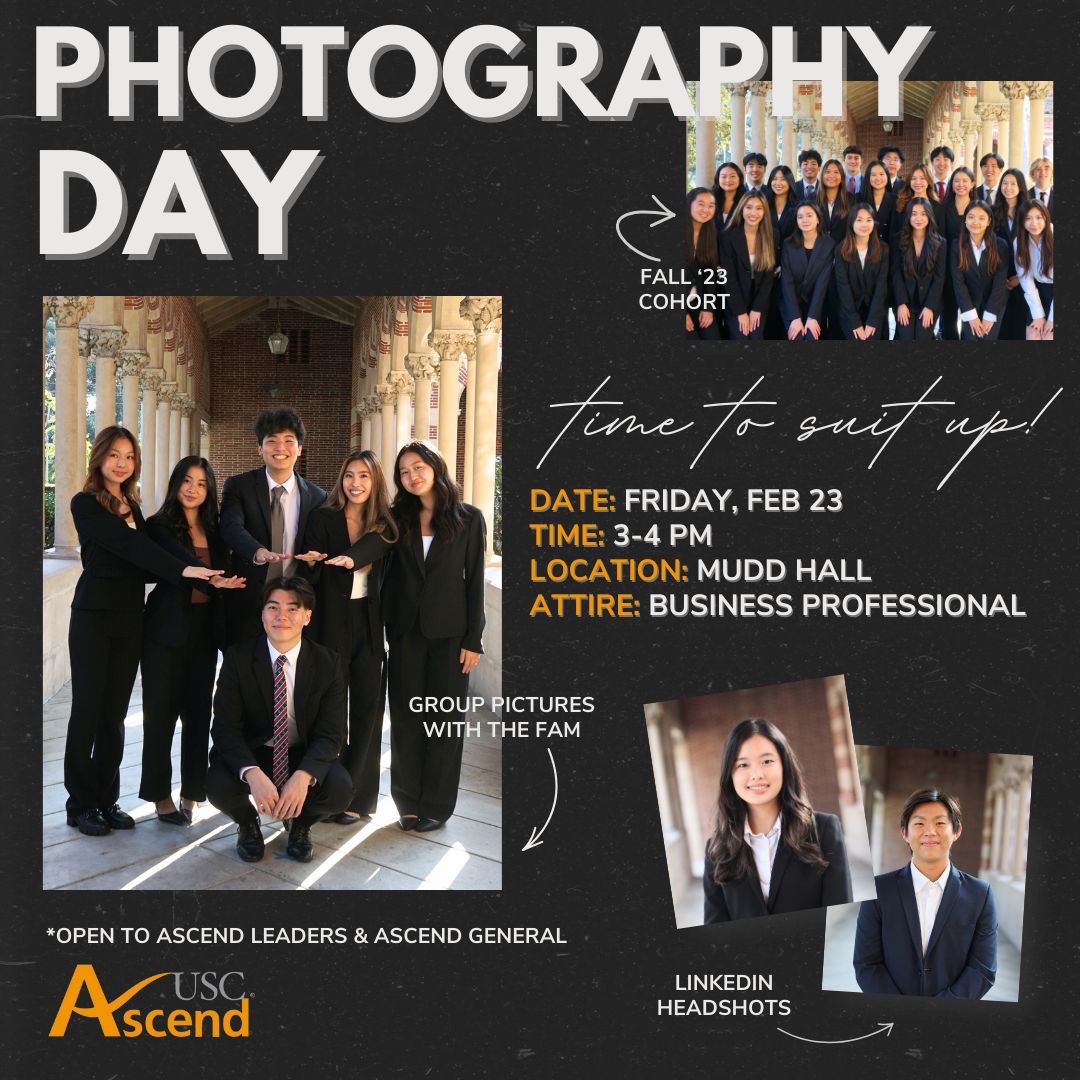 PHOTOGRAPHY
DAY
FALL ‘23
COHORT
time to suit up!
DATE: FRIDAY, FEB 23
TIME: 3-4 PM
LOCATION: MUDD HALL
ATTIRE: BUSINESS PROFESSIONAL
GROUP PICTURES
WITH THE FAM
*OPEN TO ASCEND LEADERS & ASCEND GENERAL
USC®
Ascend
LINKEDIN
HEADSHOTS